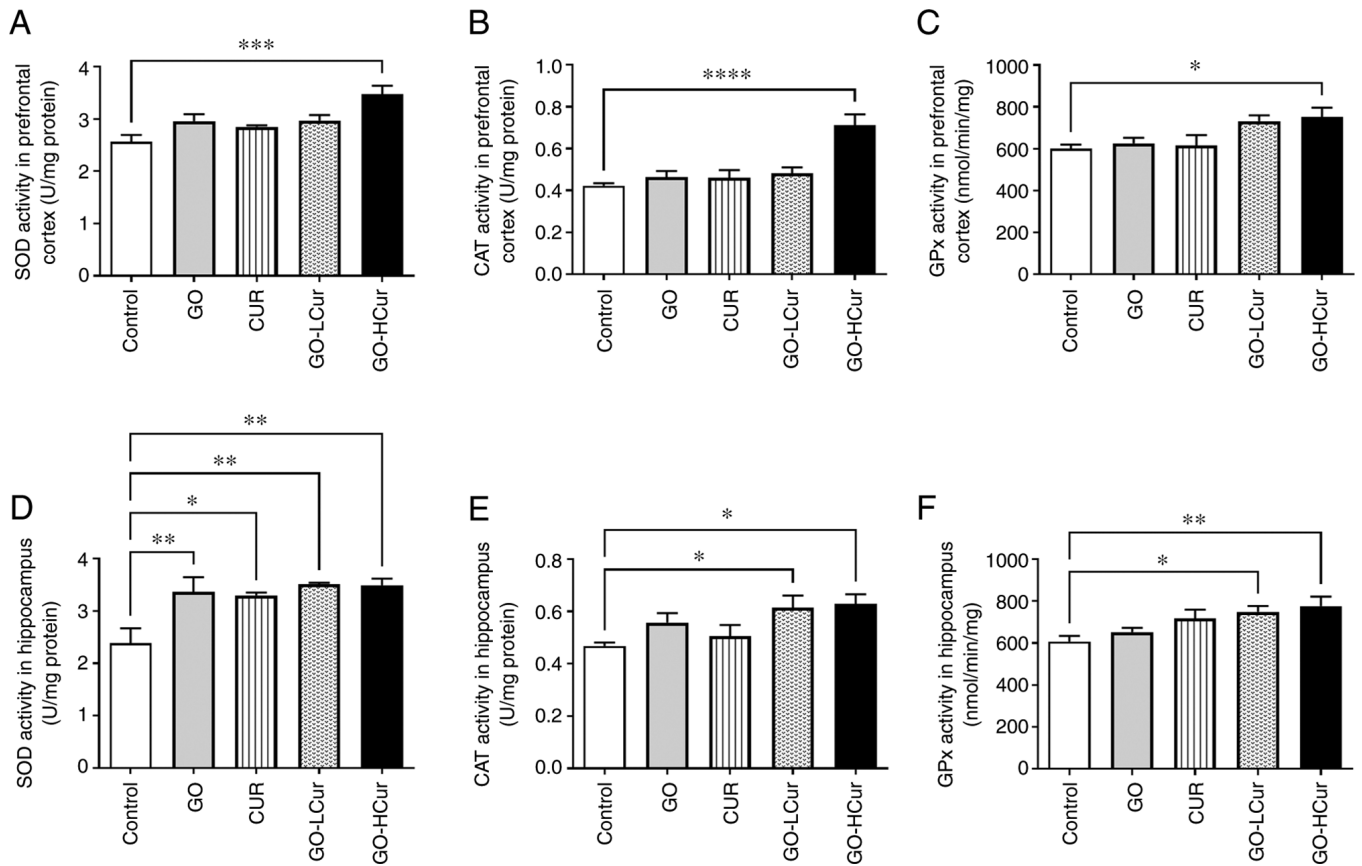 A
SOD activity in prefrontal
cortex (U/mg protein)
4
3
2
1
0
***
Control
GO
CUR
GO-LCur
GO-HCur
B
CAT activity in prefrontal
cortex (U/mg protein)
1.0
0.8
0.6
0.4
0.2
0.0
****
Control
GO
CUR
GO-LCur
GO-HCur
C
GPx activity in prefrontal
cortex (nmol/min/mg)
1000
800
600
400
200
0
*
Control
GO
CUR
GO-LCur
GO-HCur
D
SOD activity in hippocampus
(U/mg protein)
4
3
2
1
0
**
**
*
**
Control
GO
CUR
GO-LCur
GO-HCur
E
CAT activity in hippocampus
(U/mg protein)
0.8
0.6
0.4
0.2
0.0
*
*
Control
GO
CUR
GO-LCur
GO-HCur
F
GPx activity in hippocampus
(nmol/min/mg)
1000
800
600
400
200
0
**
*
Control
GO
CUR
GO-LCur
GO-HCur